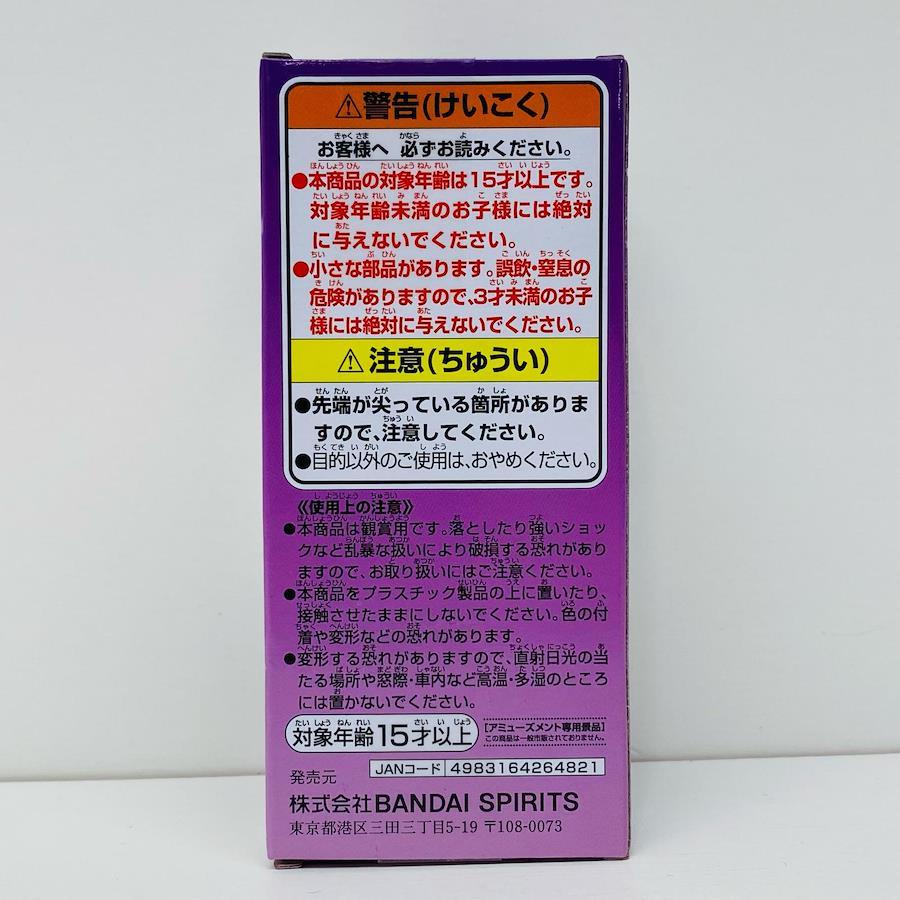 ⚠警告(けいこく)
お客様へ 必ずお読みください。
●本商品の対象年齢は15才以上です。
対象年齢未満のお子様には絶対
に与えないでください。
●小さな部品があります。誤飲・窒息の
危険がありますので、3才未満のお子
様には絶対に与えないでください。
⚠注意(ちゅうい)
●先端が尖っている箇所がありま
すので、注意してください。
●目的以外のご使用は、おやめください。
《使用上の注意》
●本商品は観賞用です。落としたり強いショッ
クなど乱暴な扱いにより破損する恐れがあり
ますので、お取り扱いにはご注意ください。
●本商品をプラスチック製品の上に置いたり、
接触させたままにしないでください。色の付
着や変形などの恐れがあります。
●変形する恐れがありますので、直射日光の当
たる場所や窓際・車内など高温・多湿のところ
には置かないでください。
対象年齢15才以上
[アミューズメント専用景品]
この商品は一般市販されておりません。
JANコード 4983164264821
発売元
株式会社BANDAI SPIRITS
東京都港区三田三丁目5-19 〒108-0073